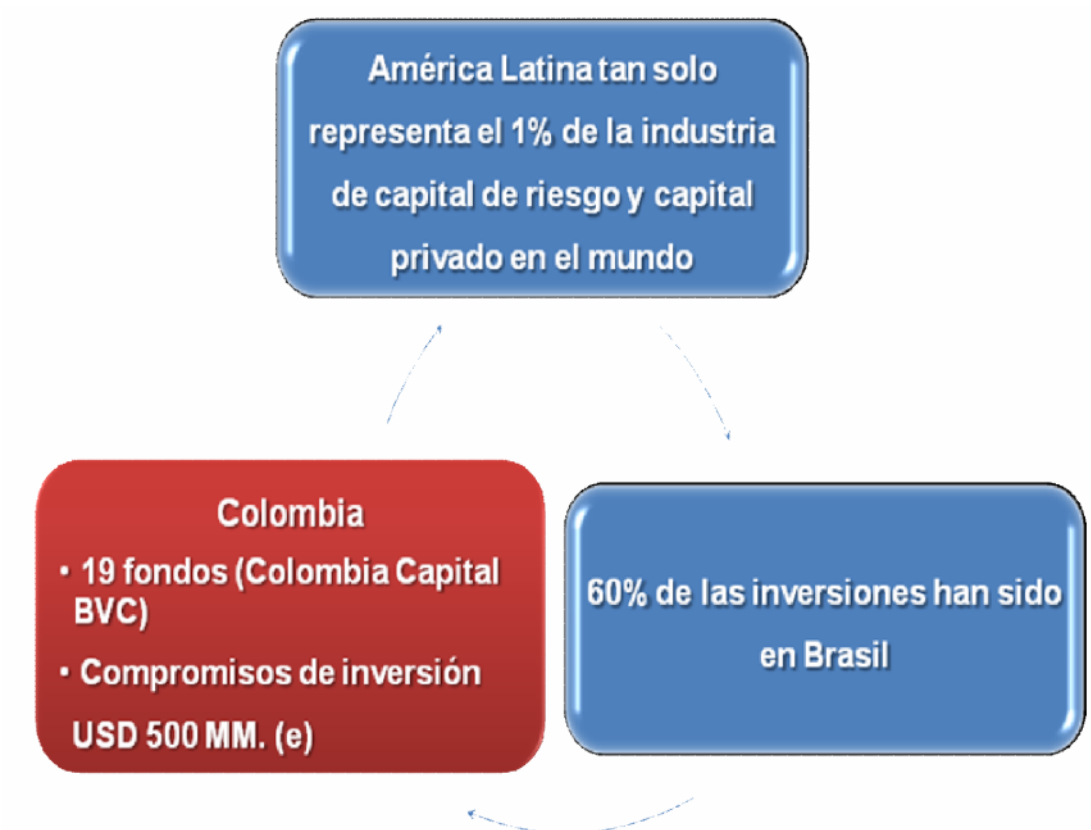 América Latina tan solo
representa el 1% de la industria
de capital de riesgo y capital
privado en el mundo
Colombia
• 19 fondos (Colombia Capital
BVC)
• Compromisos de inversión
USD 500 MM. (e)
60% de las inversiones han sido
en Brasil